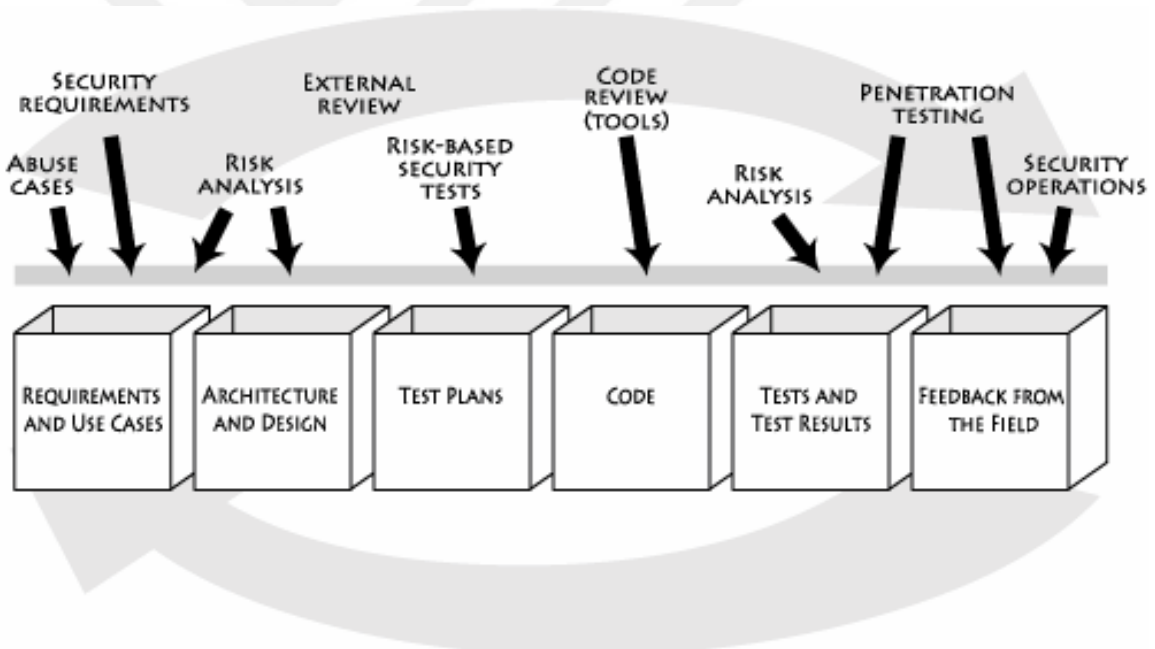 SECURITY
REQUIREMENTS
EXTERNAL
REVIEW
CODE
REVIEW
(TOOLS)
PENETRATION
TESTING
ABUSE
CASES
RISK
ANALYSIS
RISK-BASED
SECURITY
TESTS
RISK
ANALYSIS
SECURITY
OPERATIONS
REQUIREMENTS
AND USE CASES
ARCHITECTURE
AND DESIGN
TEST PLANS
CODE
TESTS AND
TEST RESULTS
FEEDBACK FROM
THE FIELD